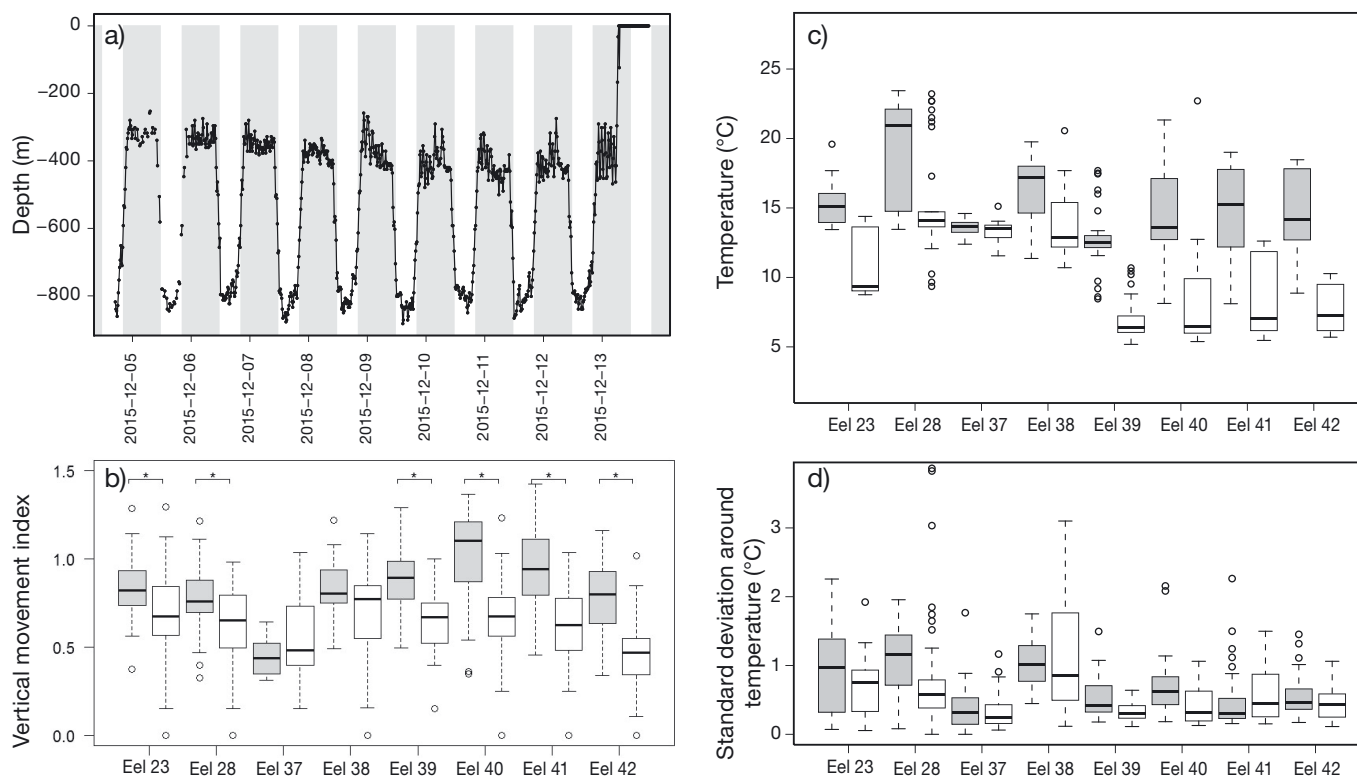 a)
0
−200
−400
−600
−800
Depth (m)
2015−12−05
2015−12−06
2015−12−07
2015−12−08
2015−12−09
2015−12−10
2015−12−11
2015−12−12
2015−12−13
b)
1.5
1.0
0.5
0.0
Vertical movement index
* * * * * *
Eel 23 Eel 28 Eel 37 Eel 38 Eel 39 Eel 40 Eel 41 Eel 42
c)
25
20
15
10
5
Temperature (°C)
Eel 23 Eel 28 Eel 37 Eel 38 Eel 39 Eel 40 Eel 41 Eel 42
d)
3
2
1
0
Standard deviation around
temperature (°C)
Eel 23 Eel 28 Eel 37 Eel 38 Eel 39 Eel 40 Eel 41 Eel 42